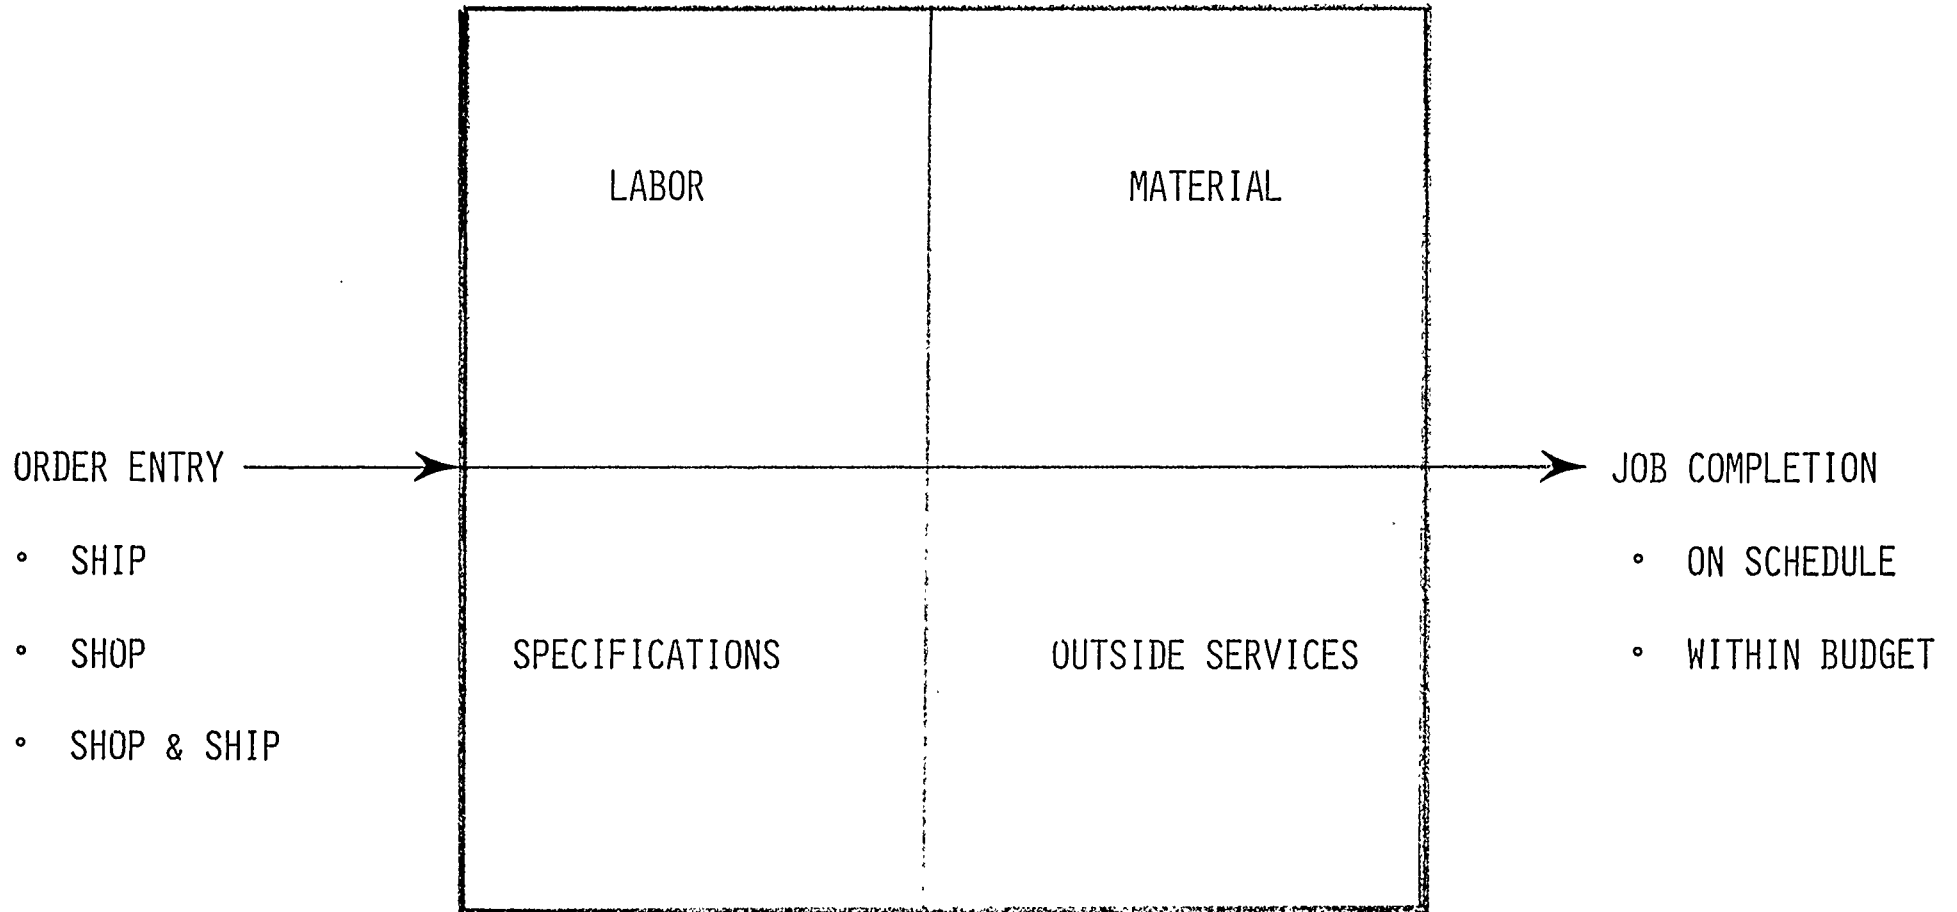 LABOR
MATERIAL
ORDER ENTRY
JOB COMPLETION
° SHIP
° ON SCHEDULE
° SHOP
SPECIFICATIONS
OUTSIDE SERVICES
° WITHIN BUDGET
° SHOP & SHIP